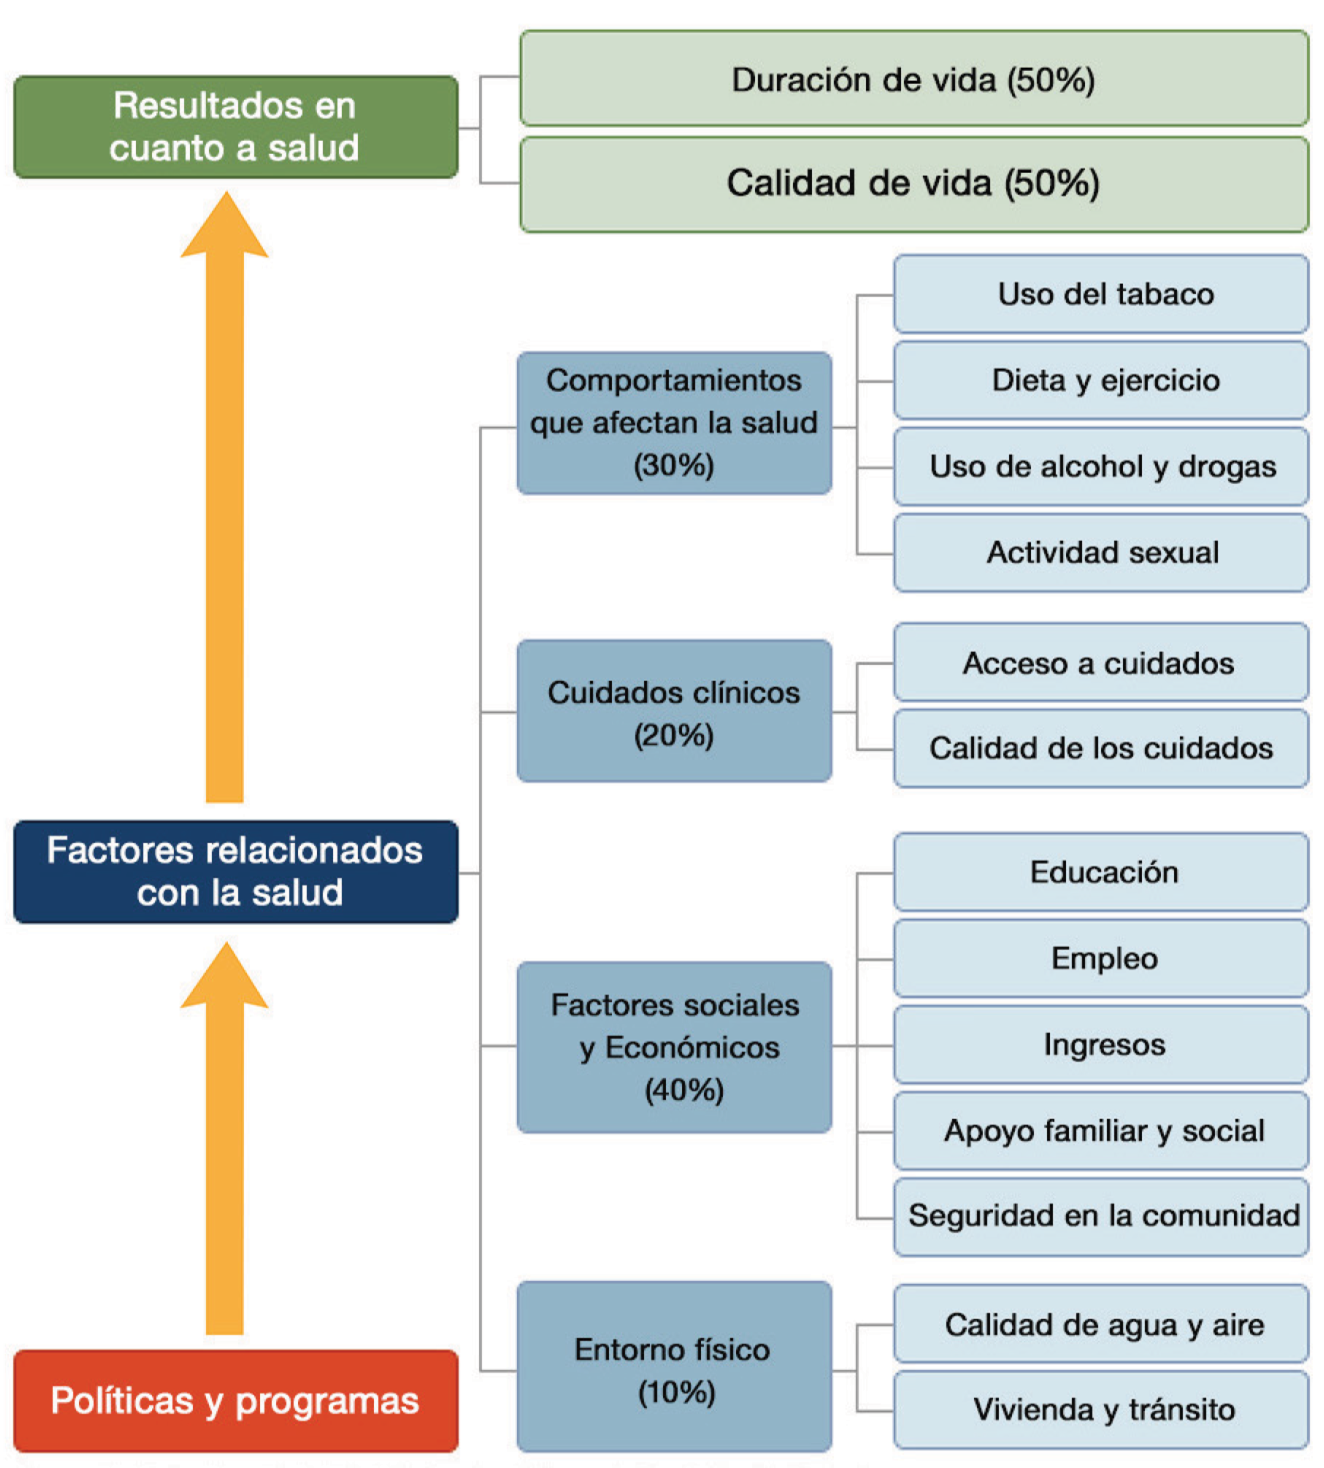 Resultados en
cuanto a salud
Duración de vida (50%)
Calidad de vida (50%)
Factores relacionados
con la salud
Comportamientos
que afectan la salud
(30%)
Uso del tabaco
Dieta y ejercicio
Uso de alcohol y drogas
Actividad sexual
Cuidados clínicos
(20%)
Acceso a cuidados
Calidad de los cuidados
Factores sociales
y Económicos
(40%)
Educación
Empleo
Ingresos
Apoyo familiar y social
Seguridad en la comunidad
Entorno físico
(10%)
Calidad de agua y aire
Vivienda y tránsito
Políticas y programas